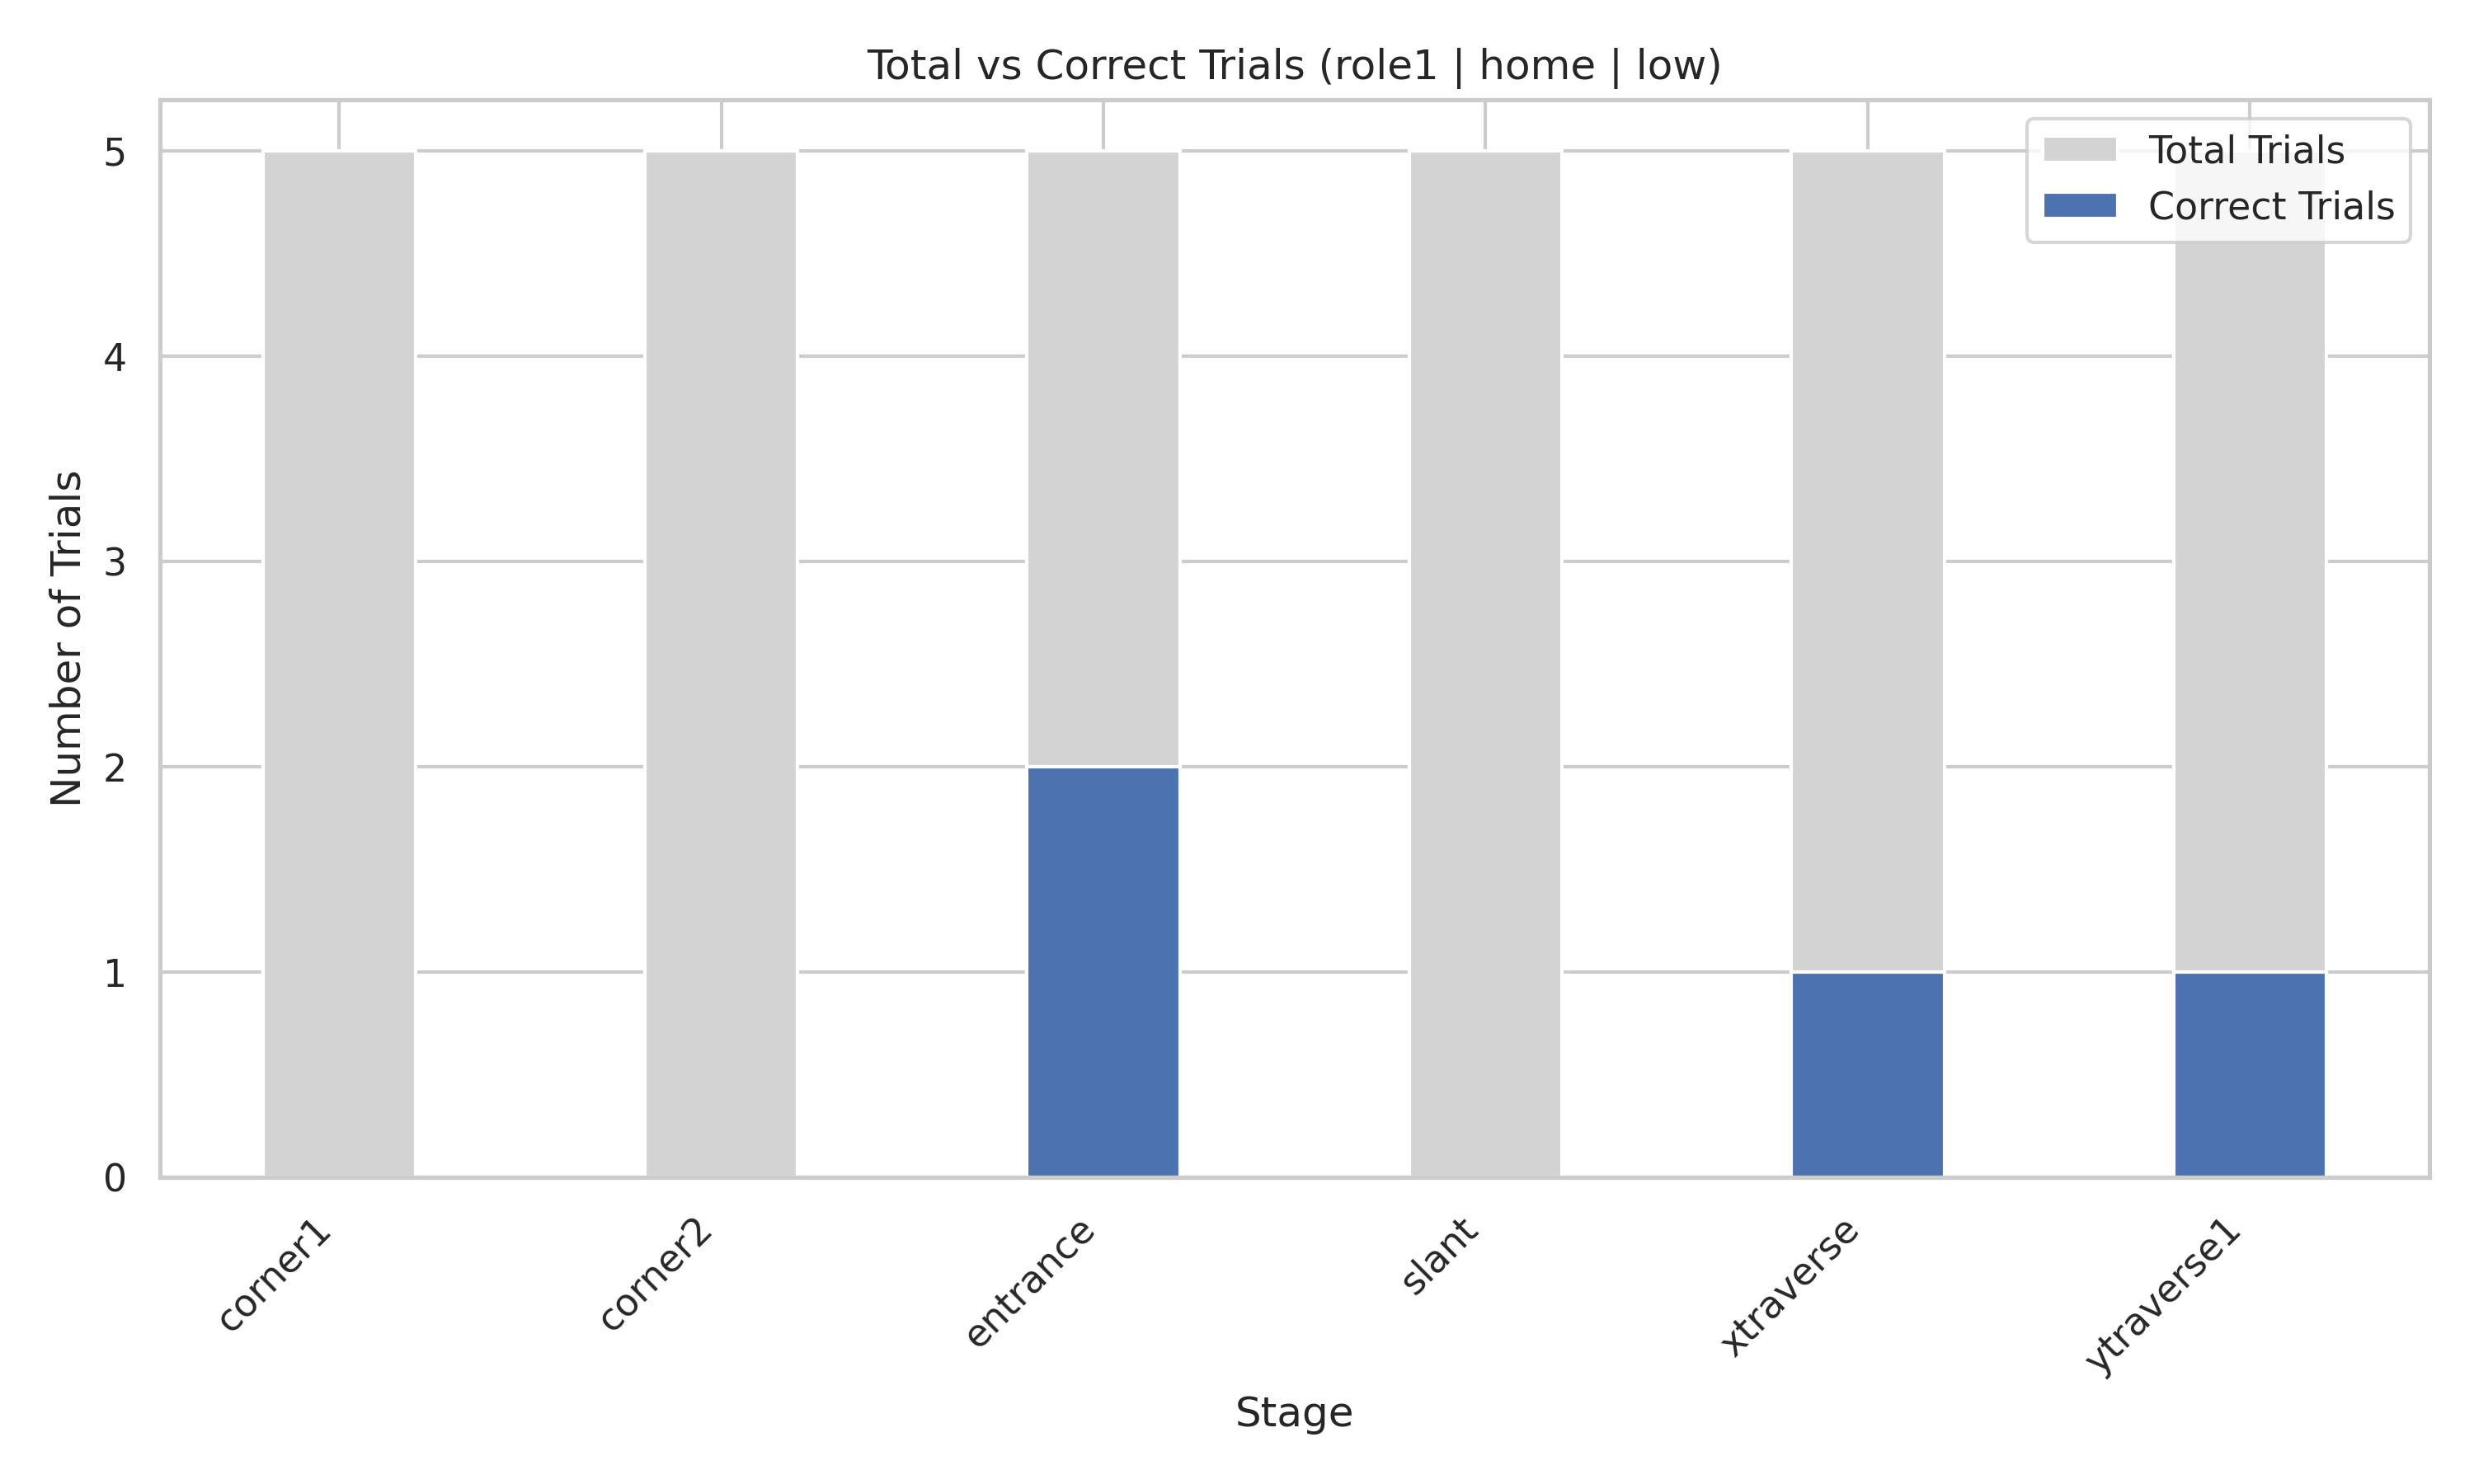 Total vs Correct Trials (role1 | home | low)
Total Trials
Correct Trials
Number of Trials
5
4
3
2
1
0
corner1
corner2
entrance
slant
xtraverse
ytraverse1
Stage